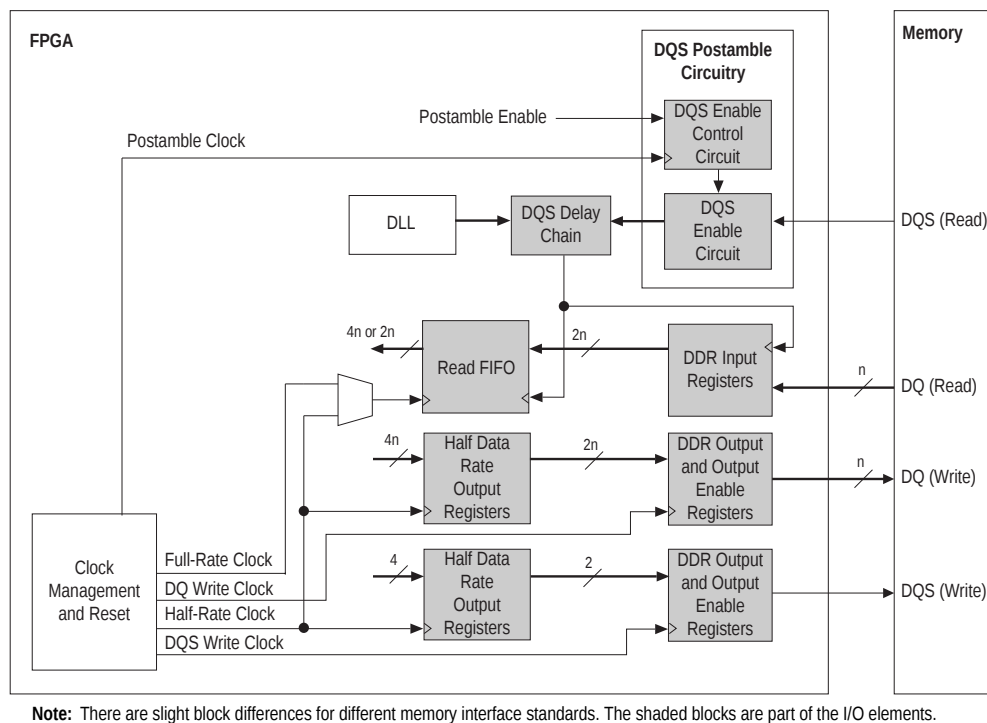 FPGA
Memory
DQS Postamble
Circuitry
Postamble Enable
DQS Enable
Control
Circuit
Postamble Clock
DLL
DQS Delay
Chain
DQS
Enable
Circuit
DQS (Read)
4n or 2n
Read FIFO
2n
DDR Input
Registers
n
DQ (Read)
4n
Half Data
Rate
Output
Registers
2n
DDR Output
and Output
Enable
Registers
n
DQ (Write)
Clock
Management
and Reset
Full-Rate Clock
DQ Write Clock
Half-Rate Clock
DQS Write Clock
4
Half Data
Rate
Output
Registers
2
DDR Output
and Output
Enable
Registers
DQS (Write)
Note: There are slight block differences for different memory interface standards. The shaded blocks are part of the I/O elements.